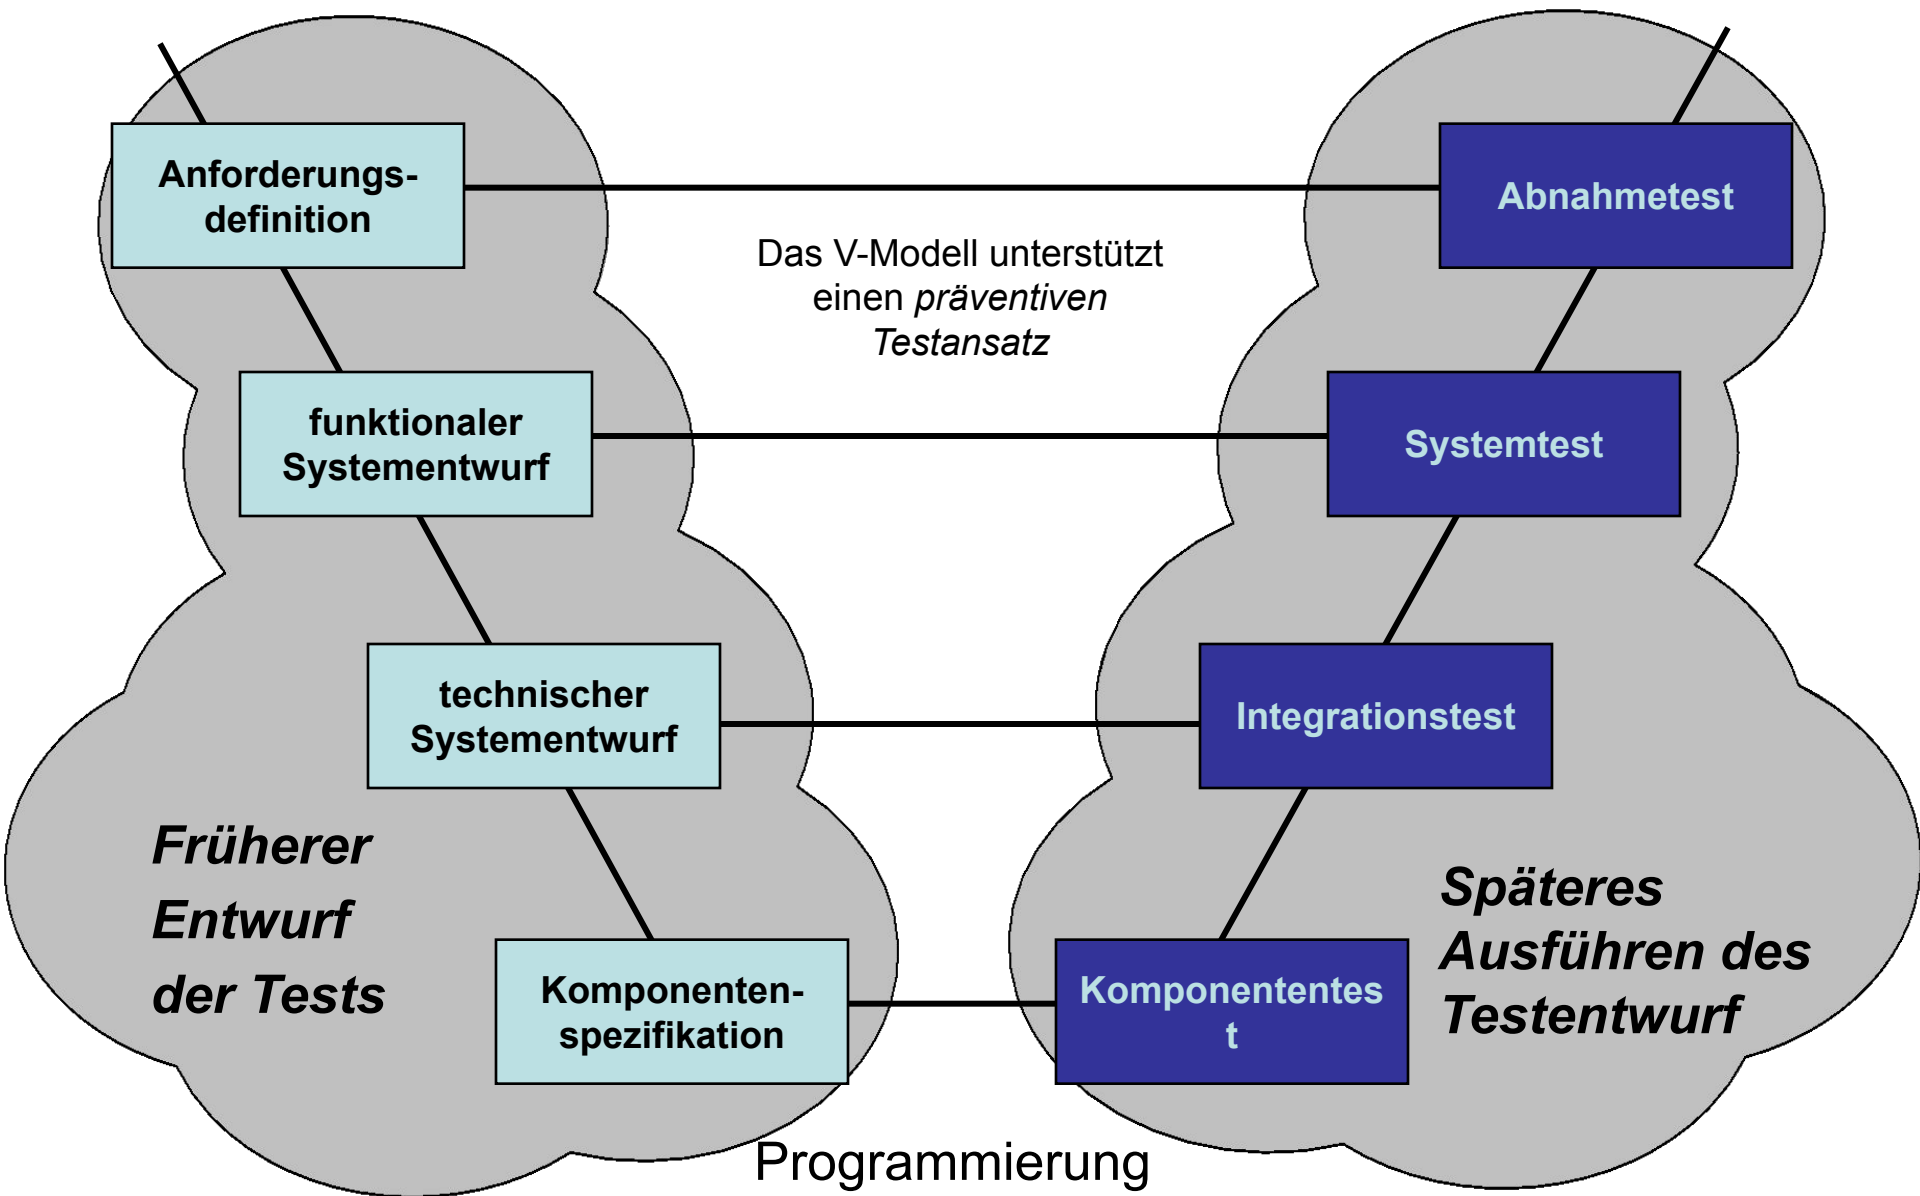 Anforderungs-
definition
Abnahmetest
Das V-Modell unterstützt
einen präventiven
Testansatz
funktionaler
Systementwurf
Systemtest
technischer
Systementwurf
Integrationstest
Früherer
Entwurf
der Tests
Späteres
Ausführen des
Testentwurf
Komponenten-
spezifikation
Komponententes
t
Programmierung